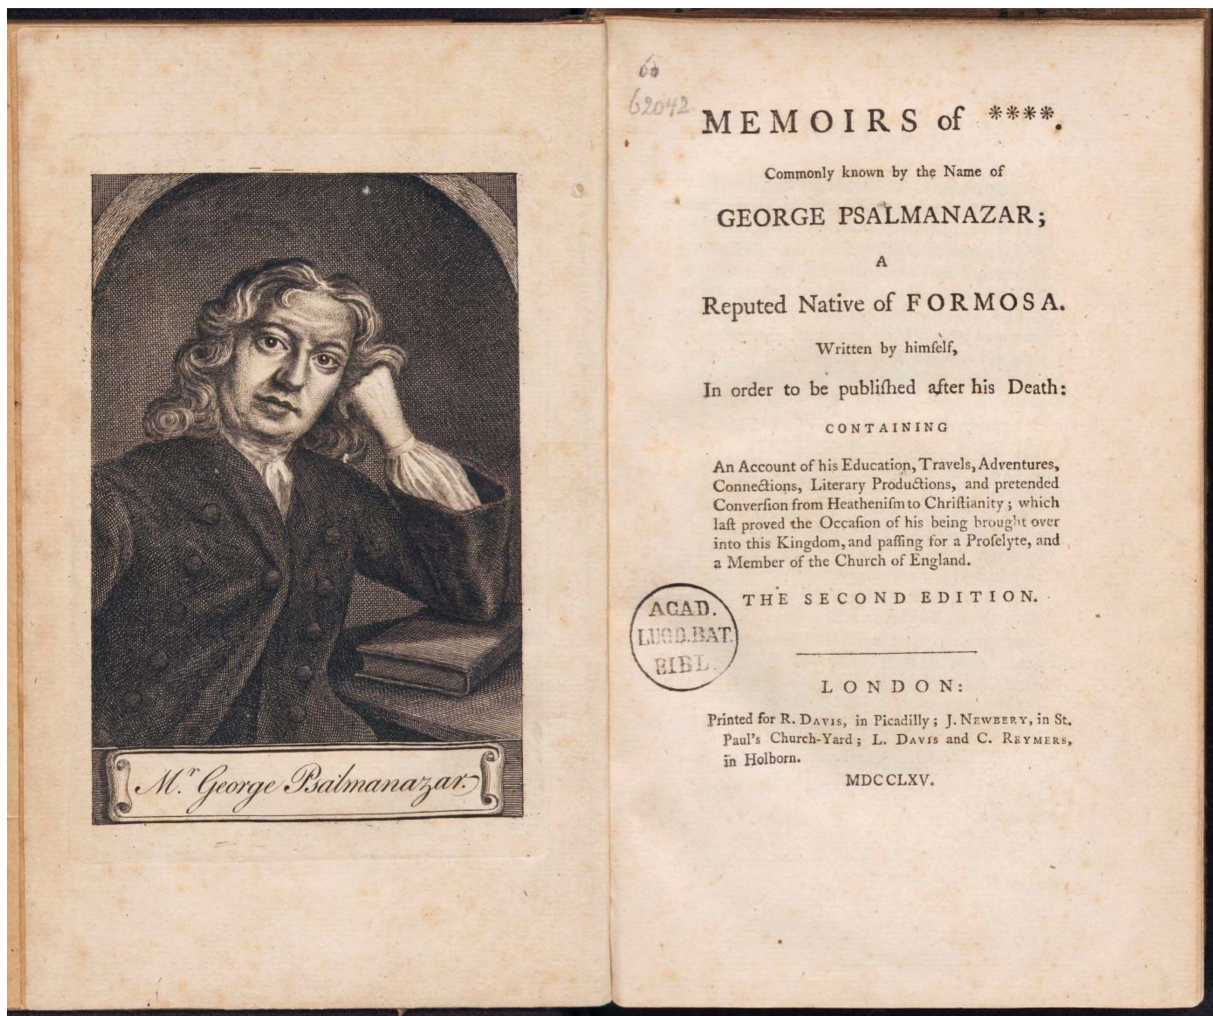 Mr. George Psalmanazar.
60
62042
MEMOIRS of ****.
Commonly known by the Name of
GEORGE PSALMANAZAR;
A
Reputed Native of FORMOSA.
Written by himſelf,
In order to be publiſhed after his Death:
CONTAINING
An Account of his Education, Travels, Adventures,
Connections, Literary Productions, and pretended
Converſion from Heatheniſm to Chriſtianity; which
laſt proved the Occaſion of his being brought over
into this Kingdom, and paſſing for a Proſelyte, and
a Member of the Church of England.
THE SECOND EDITION.
ACAD.
LUGD.BAT.
BIBL.
LONDON:
Printed for R. DAVIS, in Picadilly; J. NEWBERY, in St.
Paul's Church-Yard; L. DAVIS and C. REYMERS,
in Holborn.
MDCCLXV.